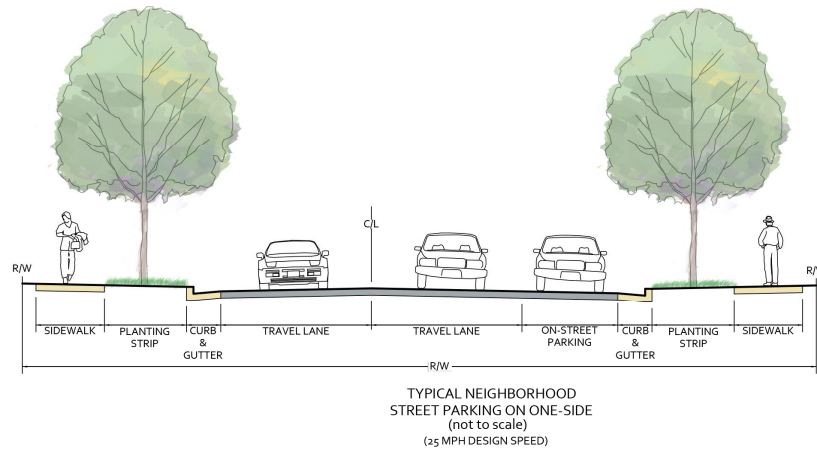 C/L
R/W
SIDEWALK
PLANTING
STRIP
CURB
&
GUTTER
TRAVEL LANE
TRAVEL LANE
ON-STREET
PARKING
CURB
&
GUTTER
PLANTING
STRIP
SIDEWALK
R/W
TYPICAL NEIGHBORHOOD
STREET PARKING ON ONE-SIDE
(not to scale)
(25 MPH DESIGN SPEED)